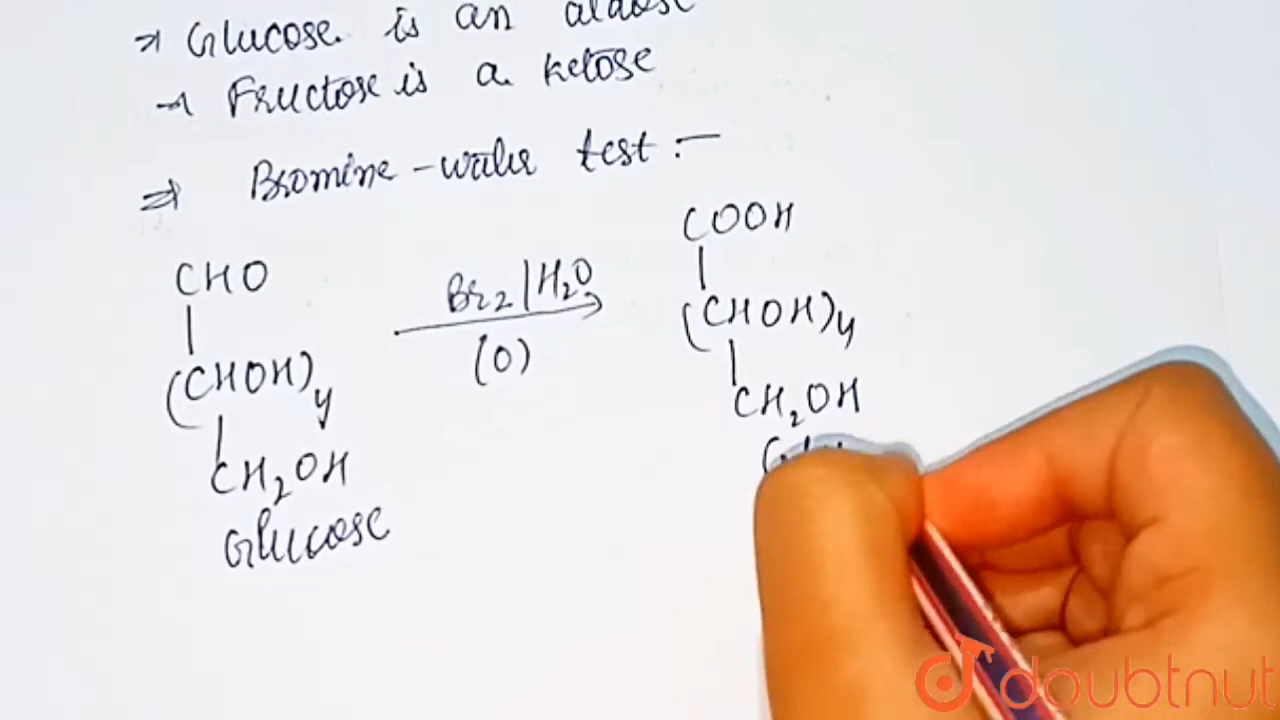 → Glucose is an aldose
→ Fructose is a ketose
⇒ Bromine-water test :-
CHO
|
(CHOH)4
|
CH2OH
Glucose
Br2|H2O
(O)
COOH
|
(CHOH)4
|
CH2OH
doubtnut